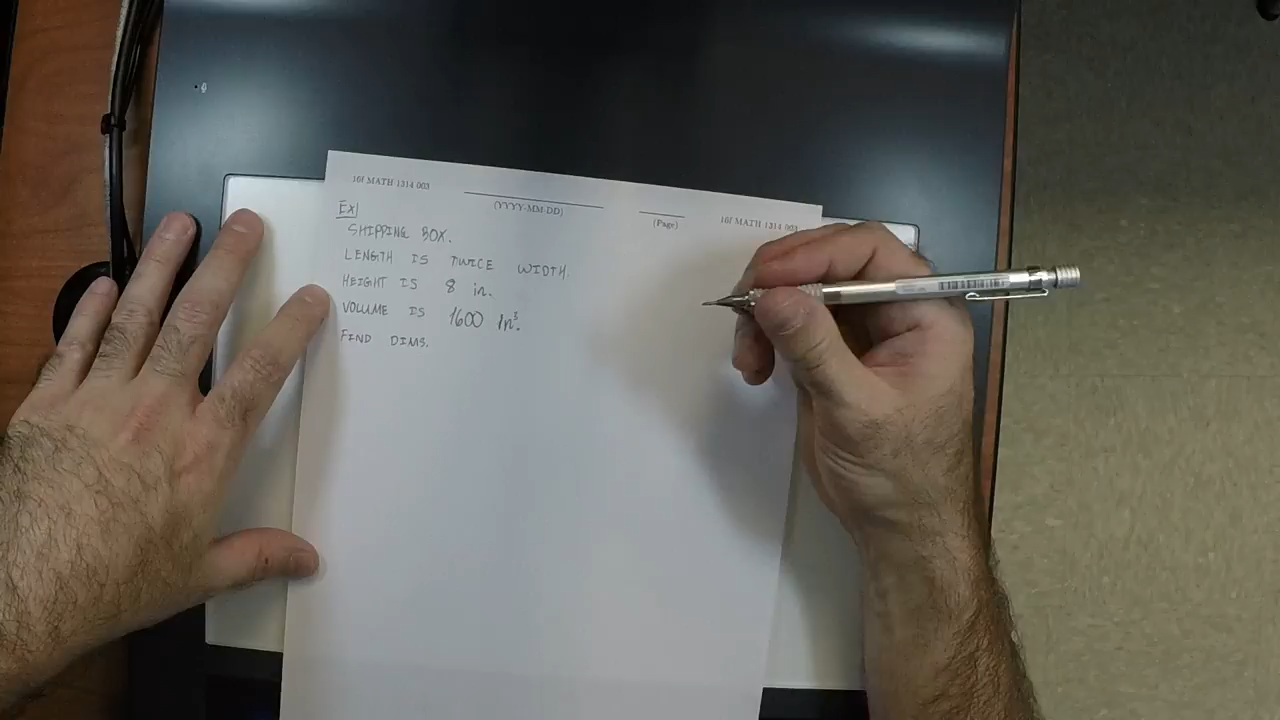 16f MATH 1314 003
(YYYY-MM-DD)
(Page)
16f MATH 1314 003
Ex
SHIPPING BOX.
LENGTH IS TWICE WIDTH.
HEIGHT IS 8 in.
VOLUME IS 1600 in³.
FIND DIMS.